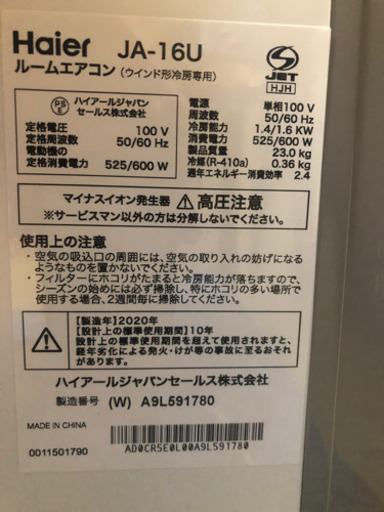 Haier JA-16U
ルームエアコン (ウインド形冷房専用)
JET
HJH
PS
E
ハイアールジャパン
セールス株式会社
定格電圧 100 V
定格周波数 50/60 Hz
電動機の
定格消費電力 525/600 W
電源 単相100 V
周波数 50/60 Hz
冷房能力 1.4/1.6 KW
消費電力 525/600 W
製品質量 23.0 kg
冷媒(R-410a) 0.36 kg
通年エネルギー消費効率 2.4
マイナスイオン発生器 高圧注意
※サービスマン以外の方は分解しないでください。
使用上の注意
・空気の吸込口の周囲には、空気の取り入れの妨げになる
ようなものを置かないでください。
・フィルターにホコリがたまると冷房能力が落ちますので、
シーズンの始めには必ず掃除し、特にホコリの多い場所で
使用する場合、2週間毎に掃除してください。
【製造年】2020年
【設計上の標準使用期間】10年
設計上の標準使用期間を超えて使用されますと、
経年劣化による発火・けが等の事故に至るおそれが
あります。
ハイアールジャパンセールス株式会社
製造番号 (W) A9L591780
MADE IN CHINA
0011501790
AD0CR5E0L00A9L591780